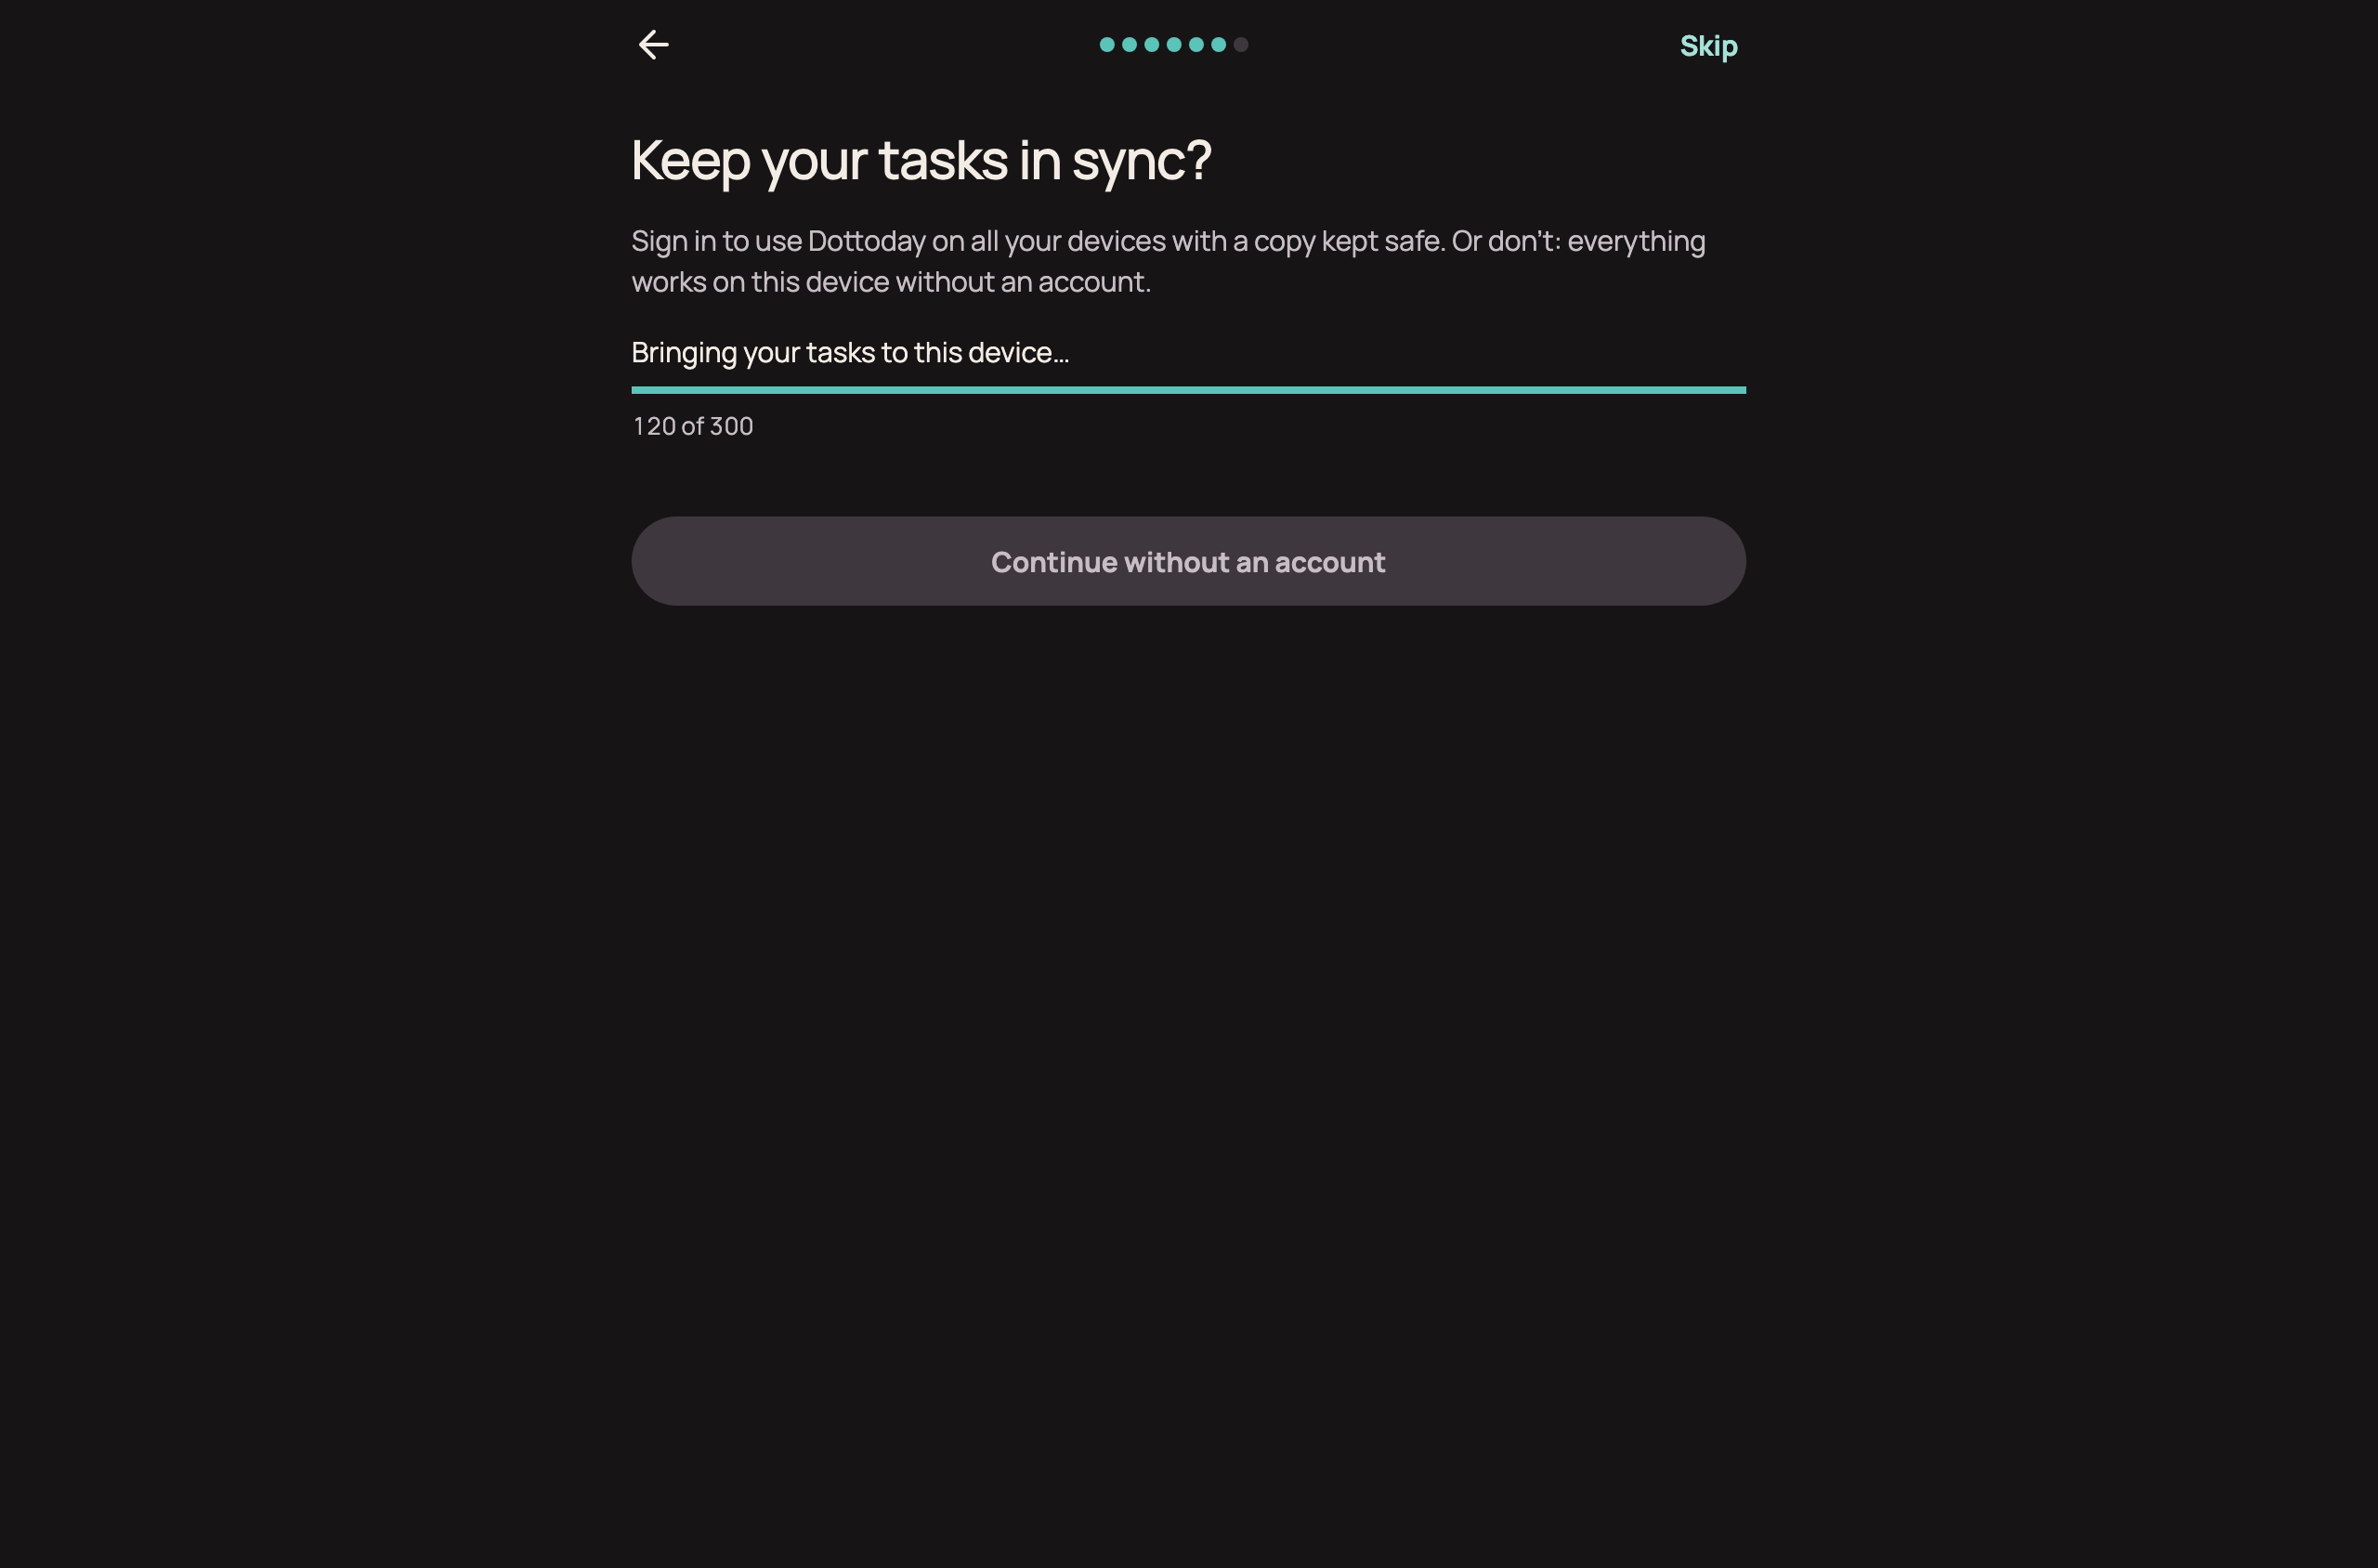 Skip
Keep your tasks in sync?
Sign in to use Dottoday on all your devices with a copy kept safe. Or don't: everything
works on this device without an account.
Bringing your tasks to this device…
120 of 300
Continue without an account